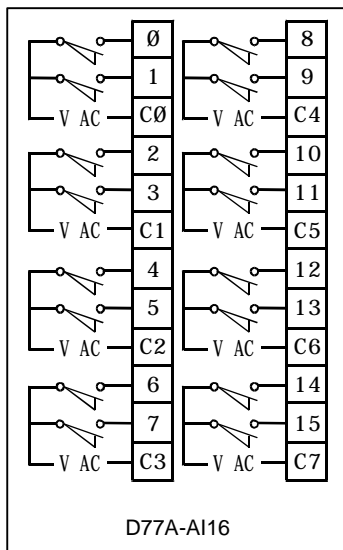 Ø 8
1 9
V AC CØ V AC C4
2 10
3 11
V AC C1 V AC C5
4 12
5 13
V AC C2 V AC C6
6 14
7 15
V AC C3 V AC C7
D77A-AI16